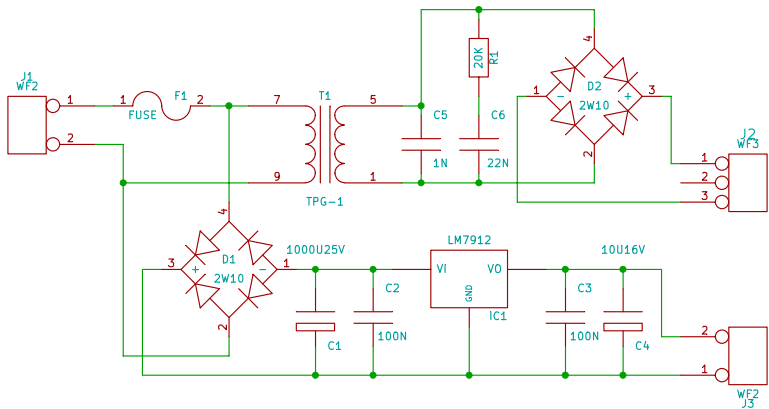 J1
WF2
1
2
1
FUSE
F1
2
7
9
T1
TPG-1
5
1
C5
1N
20K
R1
C6
22N
4
1
D2
- +
2W10
3
2
J2
WF3
1
2
3
4
3
D1
+ -
2W10
1
2
1000U25V
C1
C2
100N
LM7912
VI
VO
GND
IC1
C3
100N
10U16V
C4
2
1
WF2
J3